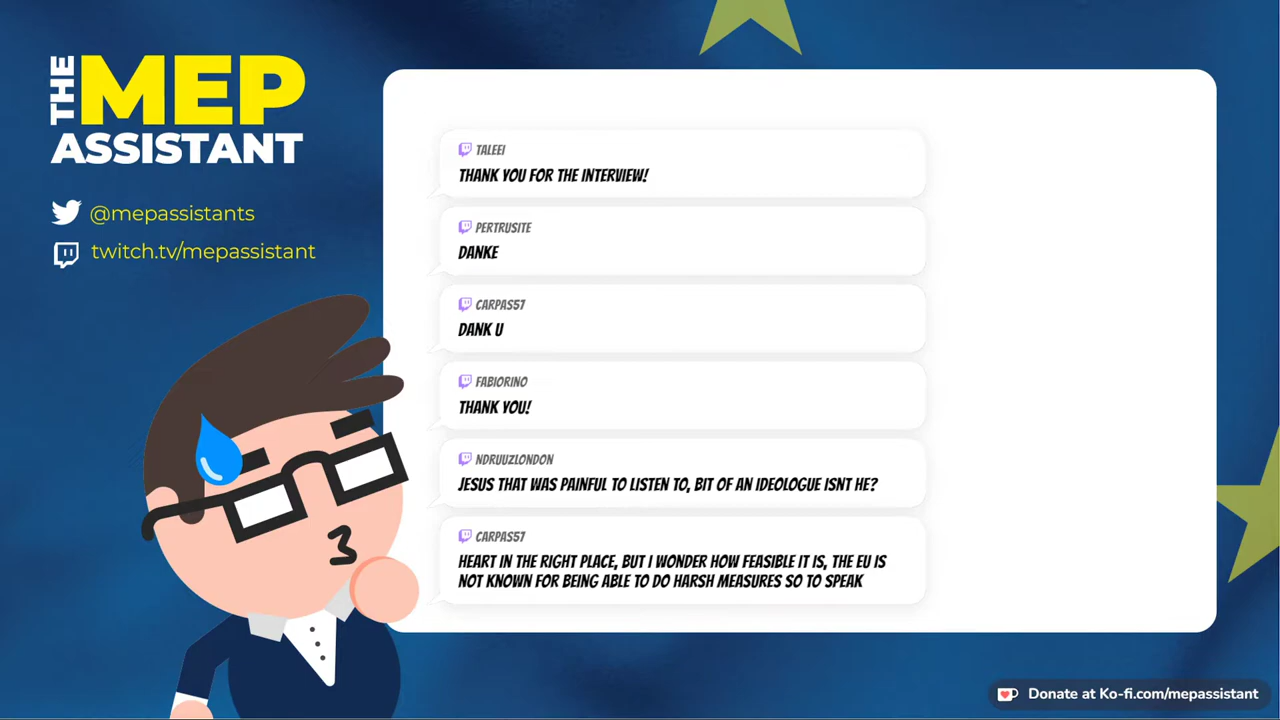 THE MEP
ASSISTANT
@mepassistants
twitch.tv/mepassistant
TALEEI
THANK YOU FOR THE INTERVIEW!
PERTRUSITE
DANKE
CARPAS57
DANK U
FABIORINO
THANK YOU!
NDRUUZLONDON
JESUS THAT WAS PAINFUL TO LISTEN TO, BIT OF AN IDEOLOGUE ISNT HE?
CARPAS57
HEART IN THE RIGHT PLACE, BUT I WONDER HOW FEASIBLE IT IS, THE EU IS
NOT KNOWN FOR BEING ABLE TO DO HARSH MEASURES SO TO SPEAK
Donate at Ko-fi.com/mepassistant